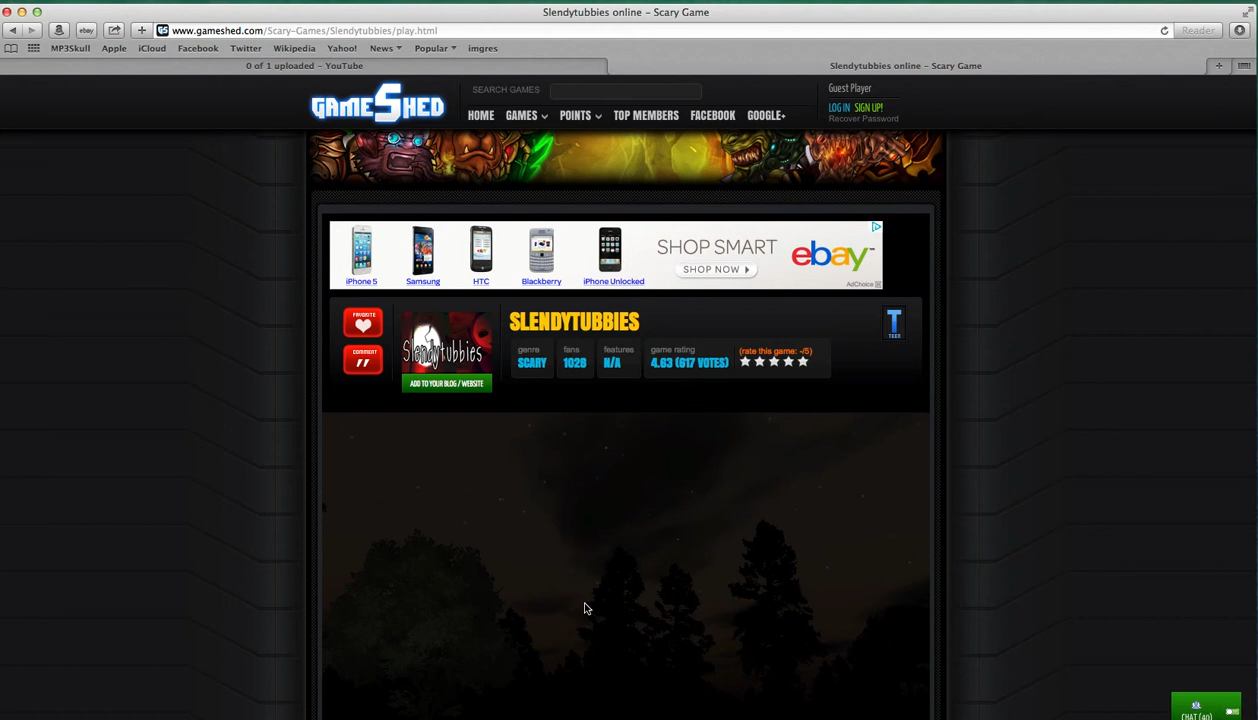 Slendytubbies online – Scary Game
ebay
www.gameshed.com/Scary-Games/Slendytubbies/play.html
Reader
MP3Skull Apple iCloud Facebook Twitter Wikipedia Yahoo! News Popular imgres
0 of 1 uploaded – YouTube
Slendytubbies online – Scary Game
GAMESHED
SEARCH GAMES
HOME GAMES POINTS TOP MEMBERS FACEBOOK GOOGLE+
Guest Player
LOG IN SIGN UP!
Recover Password
iPhone 5 Samsung HTC Blackberry iPhone Unlocked
SHOP SMART
SHOP NOW
ebay
AdChoice
FAVORITE
COMMENT
Slendytubbies
ADD TO YOUR BLOG / WEBSITE
SLENDYTUBBIES
genre
SCARY
fans
1028
features
N/A
game rating
4.63 (617 VOTES)
(rate this game: -/5)
T
TEEN
CHAT (40)